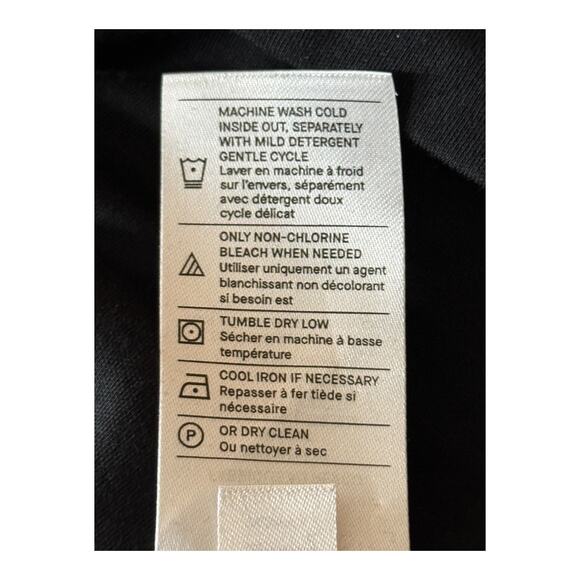 MACHINE WASH COLD
INSIDE OUT, SEPARATELY
WITH MILD DETERGENT
GENTLE CYCLE
Laver en machine à froid
sur l'envers, séparément
avec détergent doux
cycle délicat
ONLY NON-CHLORINE
BLEACH WHEN NEEDED
Utiliser uniquement un agent
blanchissant non décolorant
si besoin est
TUMBLE DRY LOW
Sécher en machine à basse
température
COOL IRON IF NECESSARY
Repasser à fer tiède si
nécessaire
P
OR DRY CLEAN
Ou nettoyer à sec